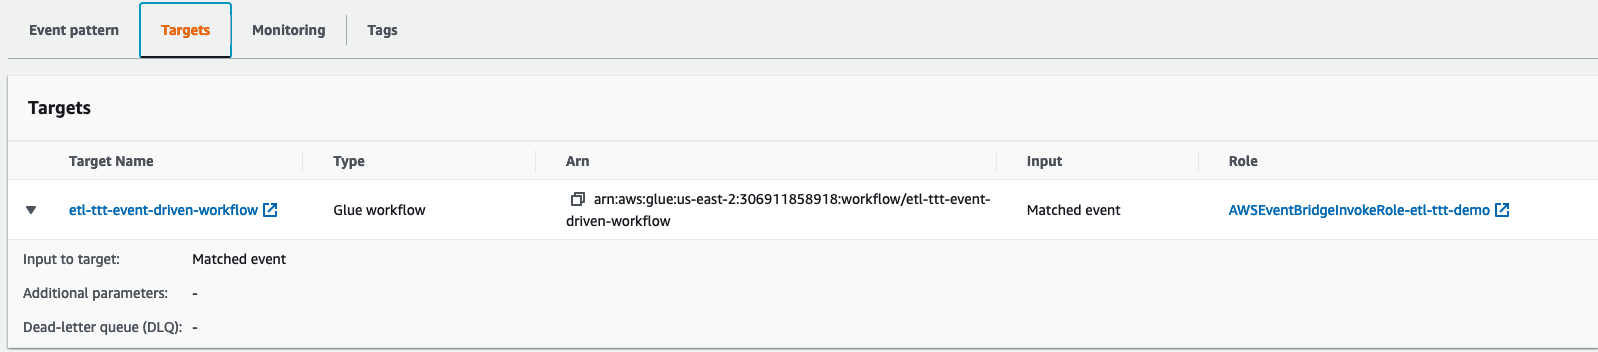 Event pattern Targets Monitoring Tags
Targets
Target Name Type Arn Input Role
etl-ttt-event-driven-workflow Glue workflow arn:aws:glue:us-east-2:306911858918:workflow/etl-ttt-event-driven-workflow Matched event AWSEventBridgeInvokeRole-etl-ttt-demo
Input to target: Matched event
Additional parameters: -
Dead-letter queue (DLQ): -